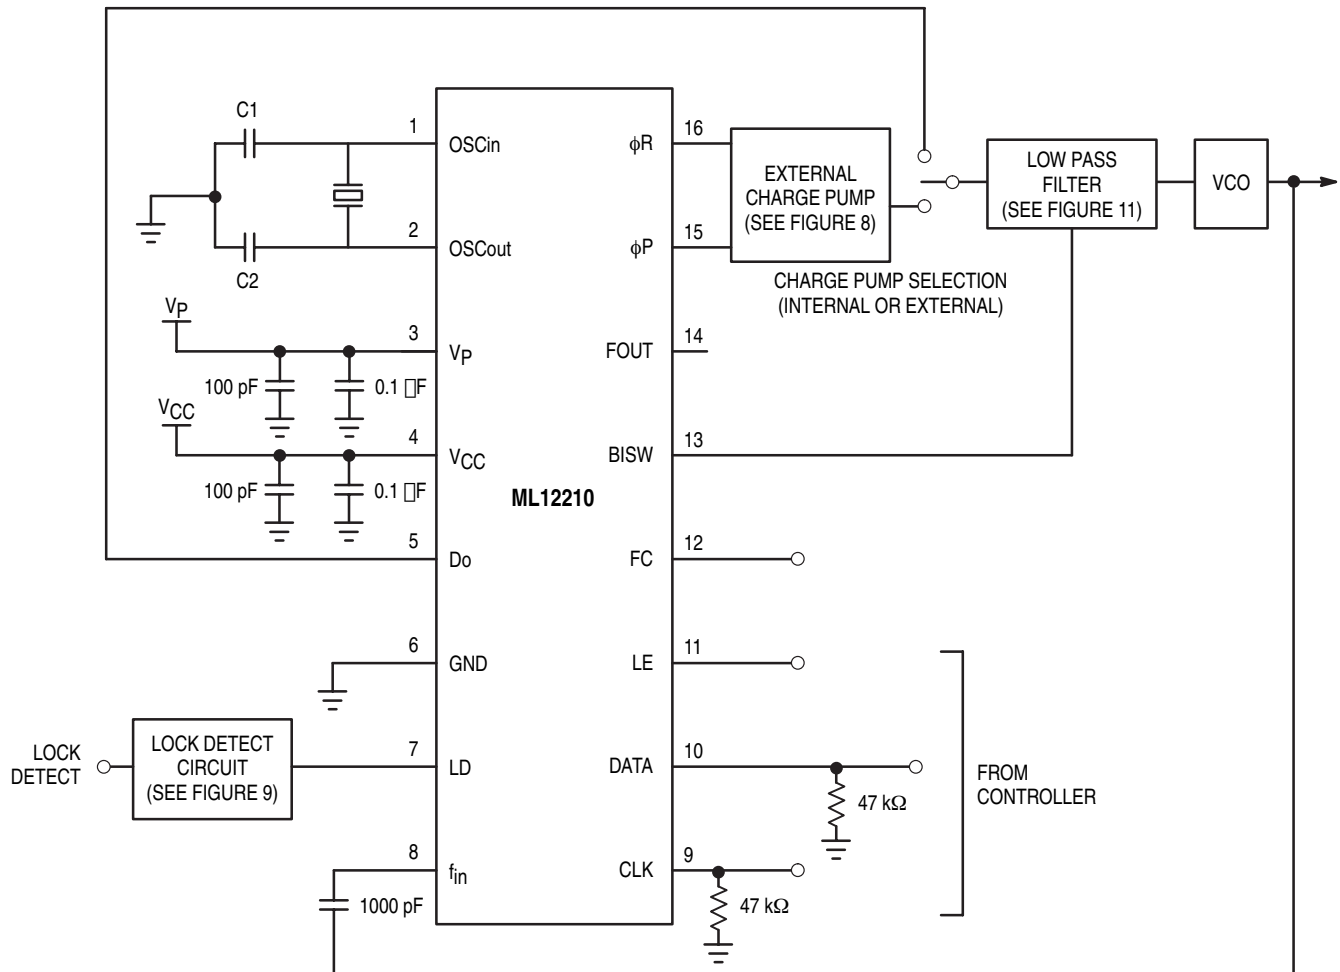 C1
1
OSCin
C2
2
OSCout
VP
3
VP
100 pF
0.1 □F
VCC
4
VCC
100 pF
0.1 □F
5
Do
6
GND
LOCK
DETECT
LOCK DETECT
CIRCUIT
(SEE FIGURE 9)
7
LD
8
fin
1000 pF
ML12210
ϕR
16
ϕP
15
EXTERNAL
CHARGE PUMP
(SEE FIGURE 8)
CHARGE PUMP SELECTION
(INTERNAL OR EXTERNAL)
LOW PASS
FILTER
(SEE FIGURE 11)
VCO
FOUT
14
BISW
13
FC
12
LE
11
DATA
10
47 kΩ
CLK
9
47 kΩ
FROM
CONTROLLER